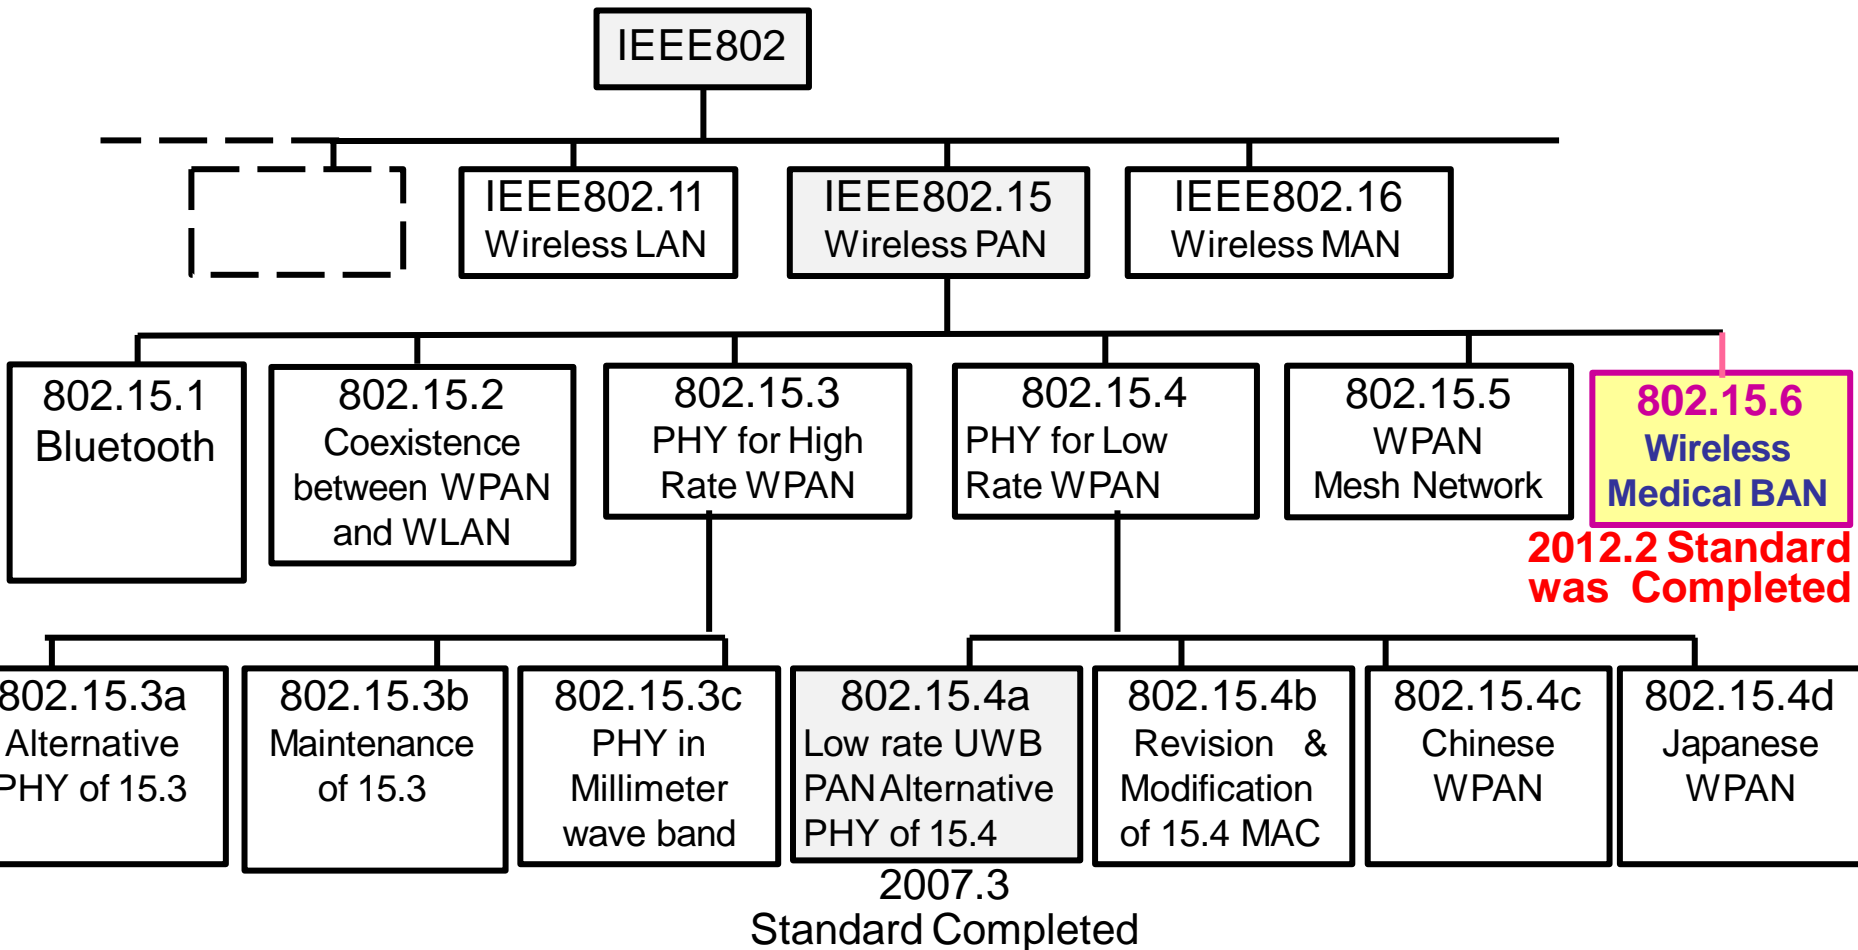 IEEE802
IEEE802.11
Wireless LAN
IEEE802.15
Wireless PAN
IEEE802.16
Wireless MAN
802.15.1
Bluetooth
802.15.2
Coexistence
between WPAN
and WLAN
802.15.3
PHY for High
Rate WPAN
802.15.4
PHY for Low
Rate WPAN
802.15.5
WPAN
Mesh Network
802.15.6
Wireless
Medical BAN
2012.2 Standard
was Completed
802.15.3a
Alternative
PHY of 15.3
802.15.3b
Maintenance
of 15.3
802.15.3c
PHY in
Millimeter
wave band
802.15.4a
Low rate UWB
PAN Alternative
PHY of 15.4
2007.3
Standard Completed
802.15.4b
Revision &
Modification
of 15.4 MAC
802.15.4c
Chinese
WPAN
802.15.4d
Japanese
WPAN